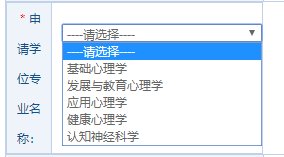 * 申
请学
位专
业名
称：
----请选择----
----请选择----
基础心理学
发展与教育心理学
应用心理学
健康心理学
认知神经科学